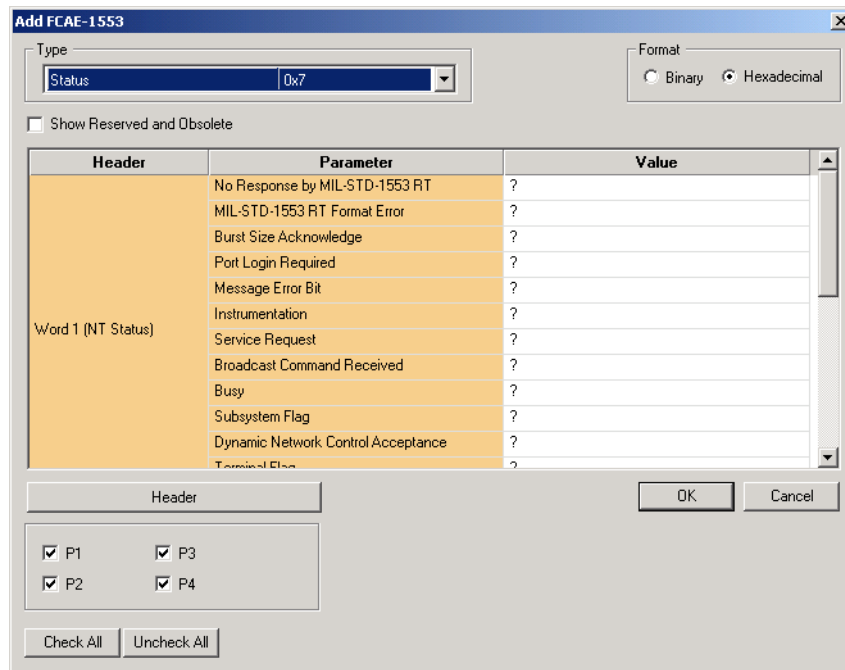 Add FCAE-1553
Type
Format
Status 0x7
Binary Hexadecimal
Show Reserved and Obsolete
Header Parameter Value
No Response by MIL-STD-1553 RT ?
MIL-STD-1553 RT Format Error ?
Burst Size Acknowledge ?
Port Login Required ?
Message Error Bit ?
Instrumentation ?
Word 1 (NT Status)
Service Request ?
Broadcast Command Received ?
Busy ?
Subsystem Flag ?
Dynamic Network Control Acceptance ?
Terminal Flag ?
Header
OK Cancel
P1 P3
P2 P4
Check All Uncheck All